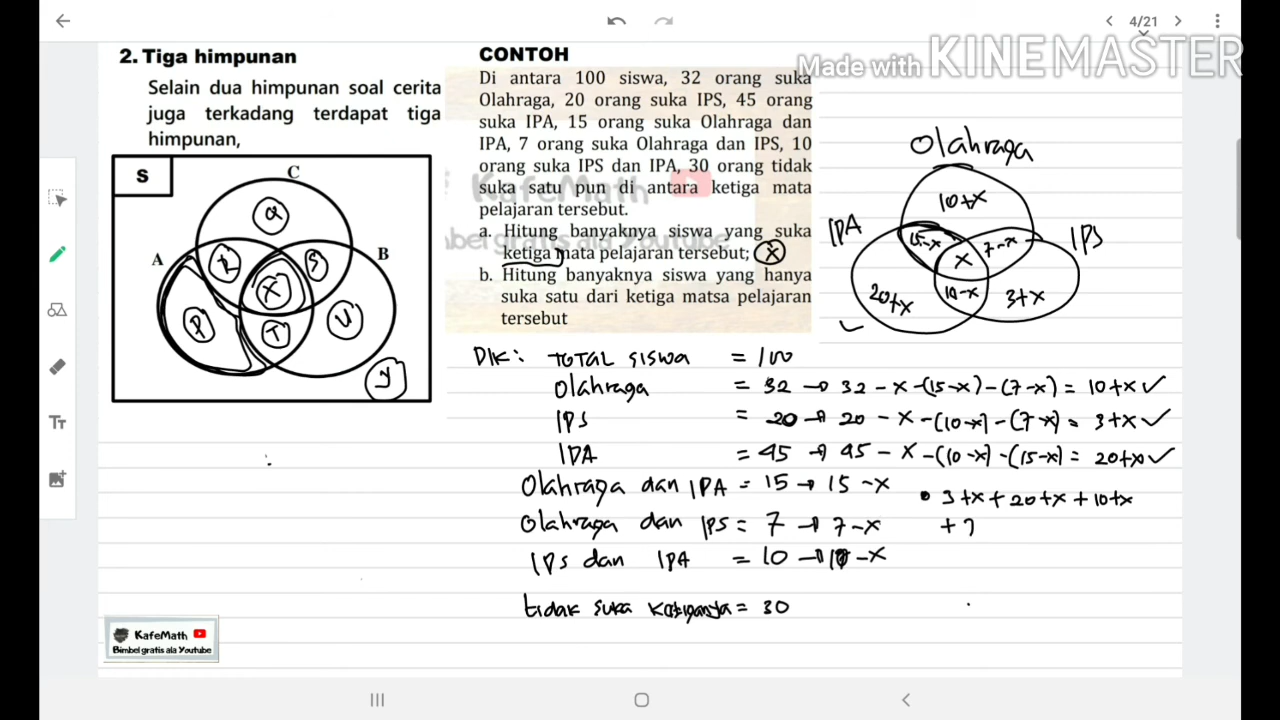 4/21
Made with KINEMASTER
2. Tiga himpunan
Selain dua himpunan soal cerita
juga terkadang terdapat tiga
himpunan,
S
C
A
B
Q
R
S
X
P
T
U
Y
CONTOH
Di antara 100 siswa, 32 orang suka
Olahraga, 20 orang suka IPS, 45 orang
suka IPA, 15 orang suka Olahraga dan
IPA, 7 orang suka Olahraga dan IPS, 10
orang suka IPS dan IPA, 30 orang tidak
suka satu pun di antara ketiga mata
pelajaran tersebut.
a. Hitung banyaknya siswa yang suka
ketiga mata pelajaran tersebut; X
b. Hitung banyaknya siswa yang hanya
suka satu dari ketiga matsa pelajaran
tersebut
Olahraga
IPA
IPS
10+x
15-x
7-x
x
20+x
10-x
3+x
DIK: TOTAL SISWA = 100
Olahraga = 32 → 32 - x - (15-x) - (7-x) = 10+x ✓
IPS = 20 → 20 - x - (10-x) - (7-x) = 3+x ✓
IPA = 45 → 45 - x - (10-x) - (15-x) = 20+x ✓
Olahraga dan IPA = 15 → 15-x
Olahraga dan IPS = 7 → 7-x
IPS dan IPA = 10 → 10-x
tidak suka ketiganya = 30
• 3+x + 20+x + 10+x
+
KafeMath
Bimbel gratis ala Youtube
KafeMath
bel gratis ala Youtube
Tt